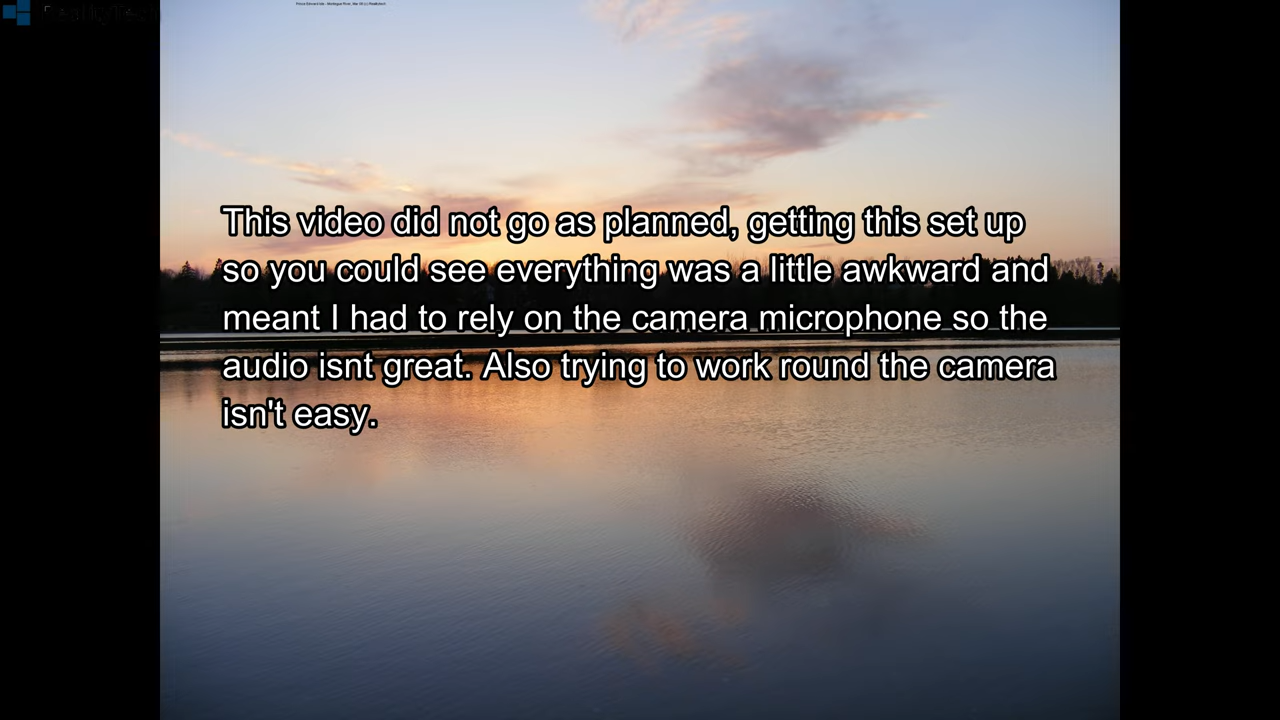 This video did not go as planned, getting this set up
so you could see everything was a little awkward and
meant I had to rely on the camera microphone so the
audio isnt great. Also trying to work round the camera
isn't easy.